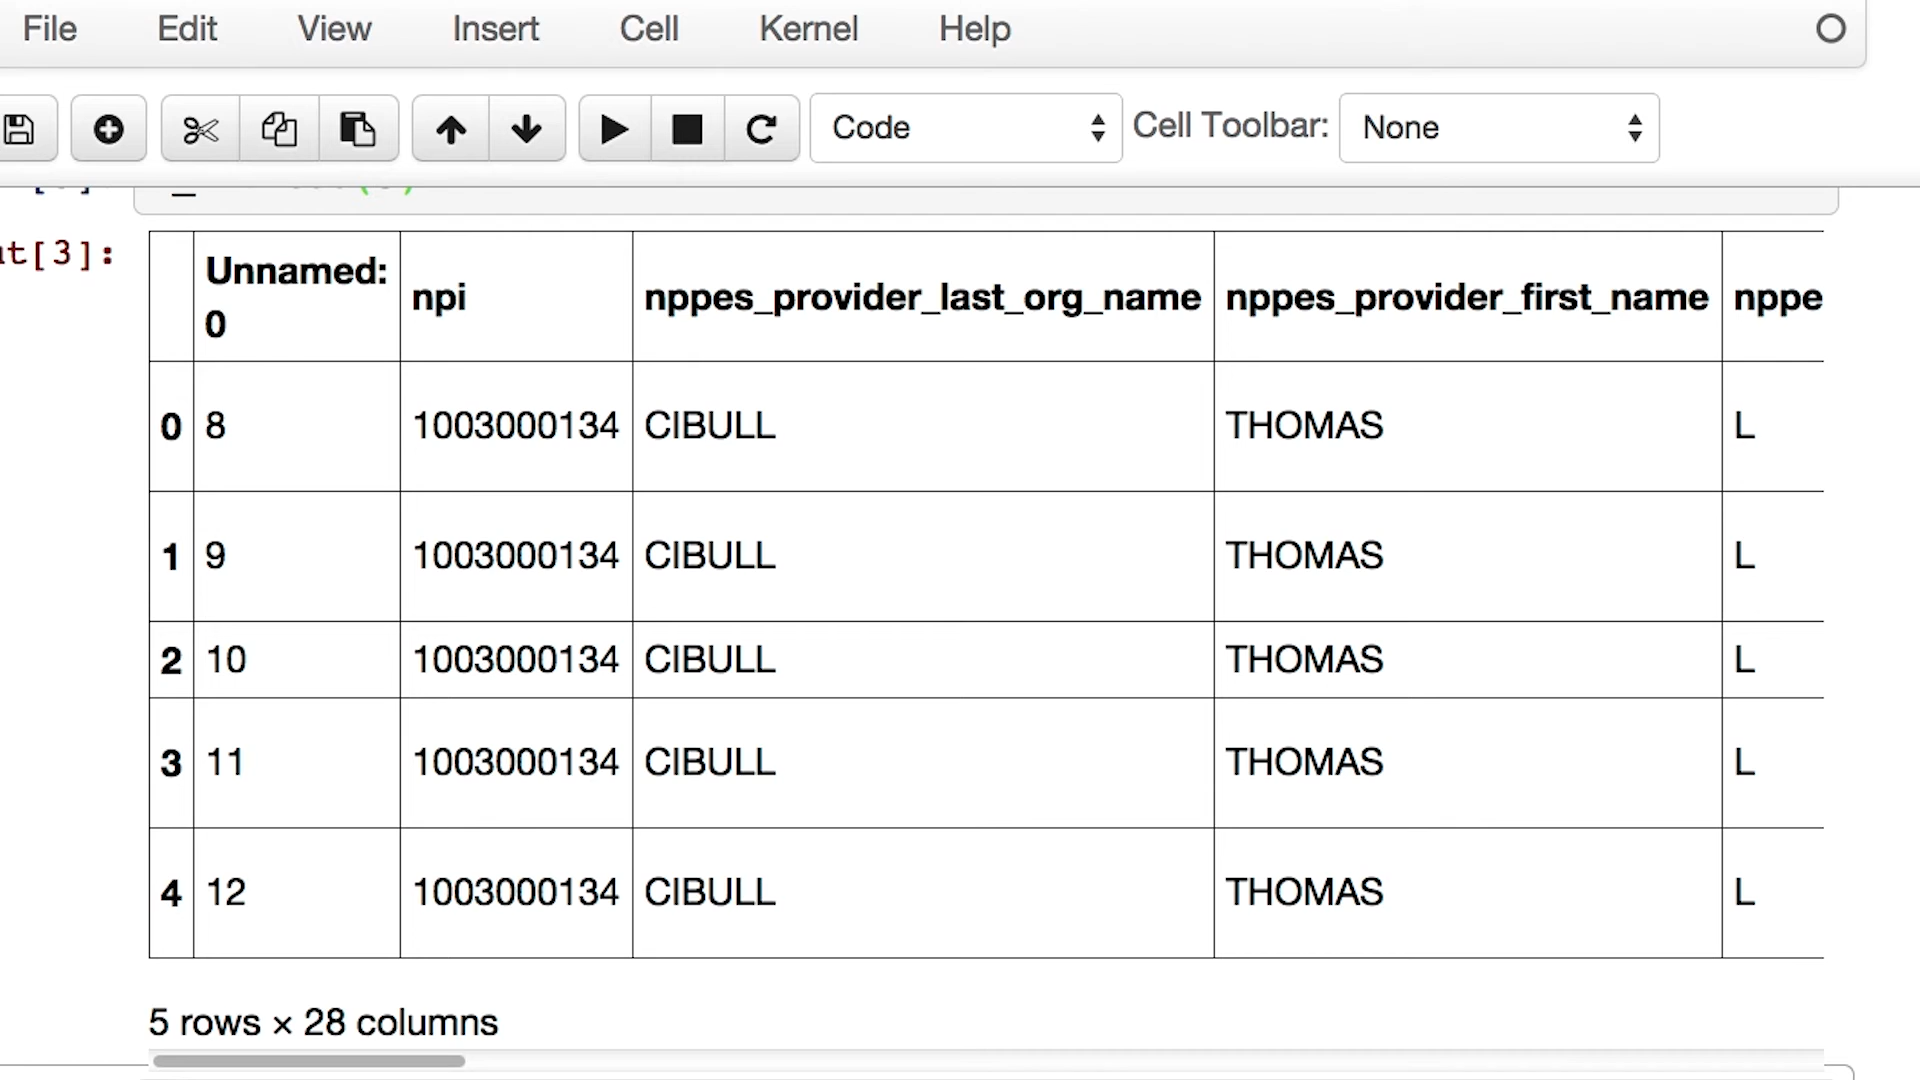 File Edit View Insert Cell Kernel Help
Code Cell Toolbar: None
t[3]:
Unnamed: 0 npi nppes_provider_last_org_name nppes_provider_first_name nppe
0 8 1003000134 CIBULL THOMAS L
1 9 1003000134 CIBULL THOMAS L
2 10 1003000134 CIBULL THOMAS L
3 11 1003000134 CIBULL THOMAS L
4 12 1003000134 CIBULL THOMAS L
5 rows × 28 columns